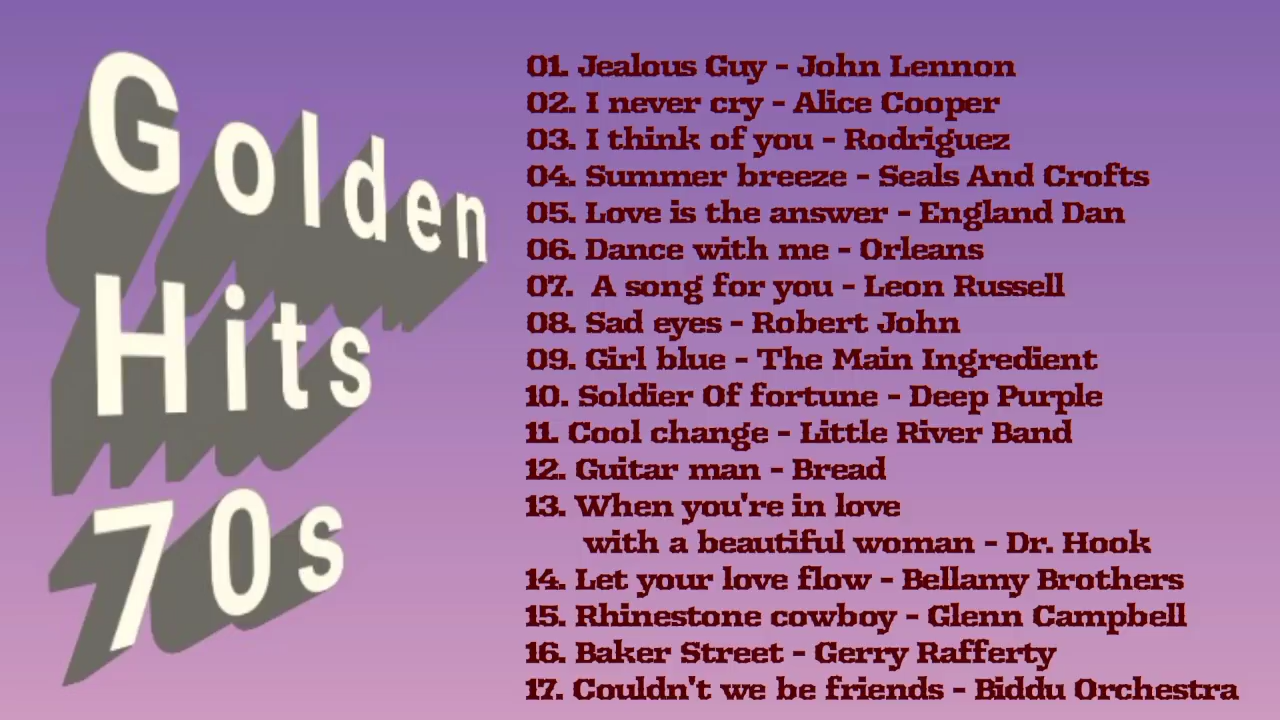 Golden
Hits
70s
01. Jealous Guy - John Lennon
02. I never cry - Alice Cooper
03. I think of you - Rodriguez
04. Summer breeze - Seals And Crofts
05. Love is the answer - England Dan
06. Dance with me - Orleans
07.  A song for you - Leon Russell
08. Sad eyes - Robert John
09. Girl blue - The Main Ingredient
10. Soldier Of fortune - Deep Purple
11. Cool change - Little River Band
12. Guitar man - Bread
13. When you're in love
with a beautiful woman - Dr. Hook
14. Let your love flow - Bellamy Brothers
15. Rhinestone cowboy - Glenn Campbell
16. Baker Street - Gerry Rafferty
17. Couldn't we be friends - Biddu Orchestra